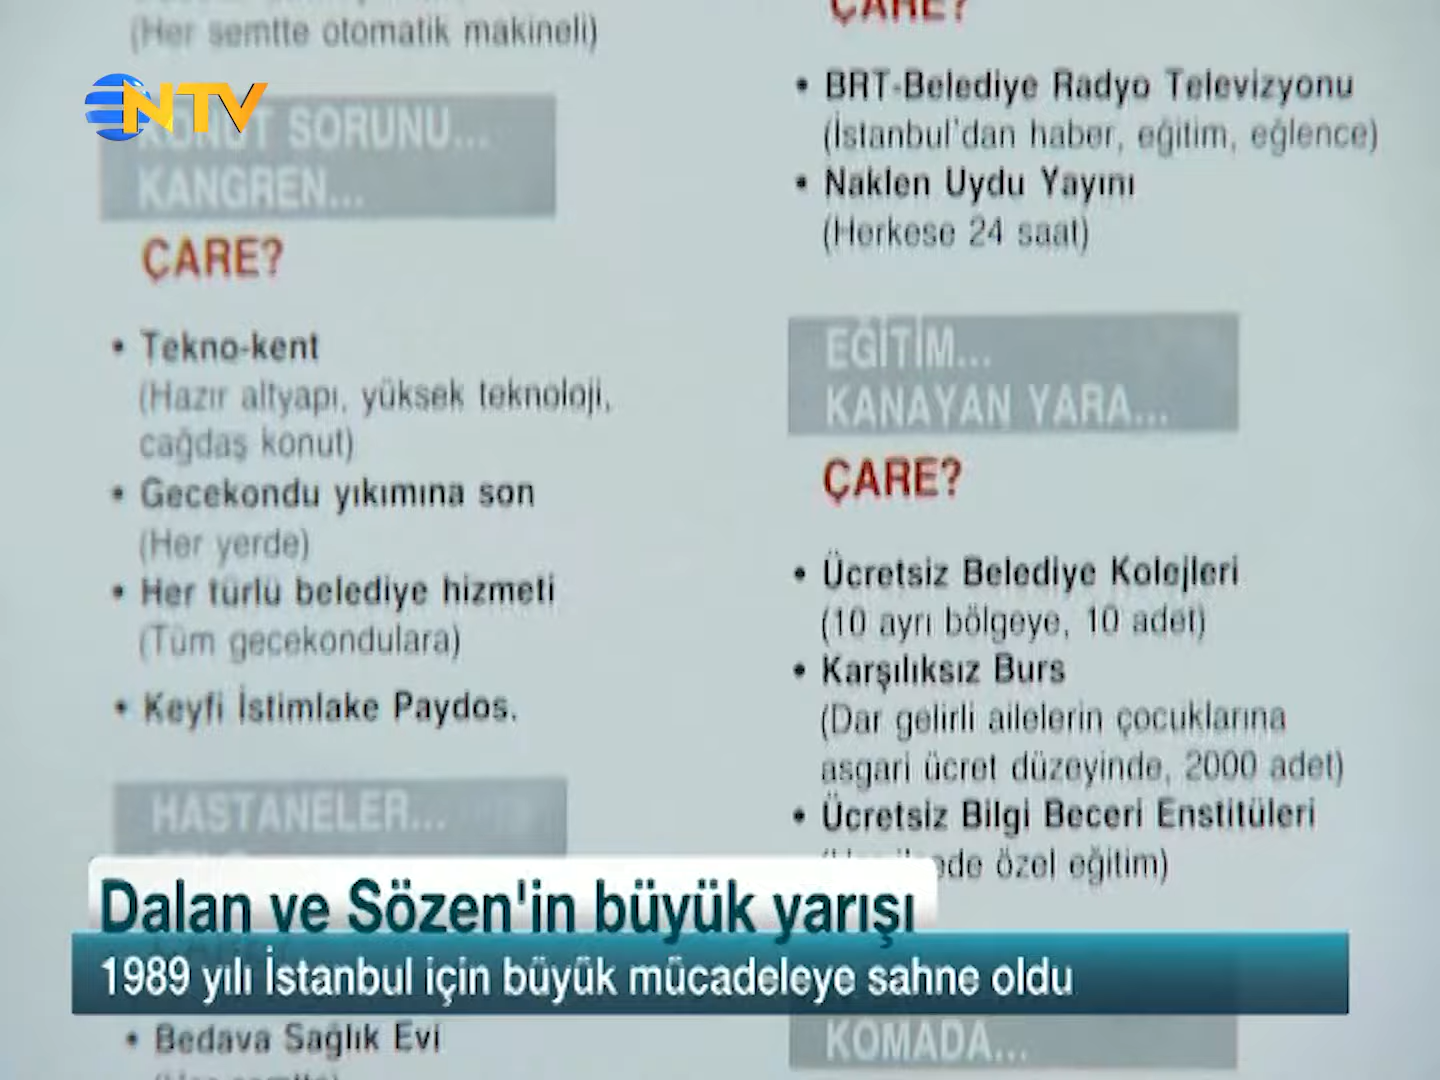 (Her semtte otomatik makineli)
NTV
KONUT SORUNU...
KANGREN...
ÇARE?
• Tekno-kent
(Hazır altyapı, yüksek teknoloji,
cağdaş konut)
• Gecekondu yıkımına son
(Her yerde)
• Her türlü belediye hizmeti
(Tüm gecekondulara)
• Keyfi İstimlake Paydos.
HASTANELER...
• Bedava Sağlık Evi
ÇARE?
• BRT-Belediye Radyo Televizyonu
(İstanbul'dan haber, eğitim, eğlence)
• Naklen Uydu Yayını
(Herkese 24 saat)
EĞİTİM...
KANAYAN YARA...
ÇARE?
• Ücretsiz Belediye Kolejleri
(10 ayrı bölgeye, 10 adet)
• Karşılıksız Burs
(Dar gelirli ailelerin çocuklarına
asgari ücret düzeyinde, 2000 adet)
• Ücretsiz Bilgi Beceri Enstitüleri
özel eğitim)
KOMADA...
Dalan ve Sözen'in büyük yarışı
1989 yılı İstanbul için büyük mücadeleye sahne oldu